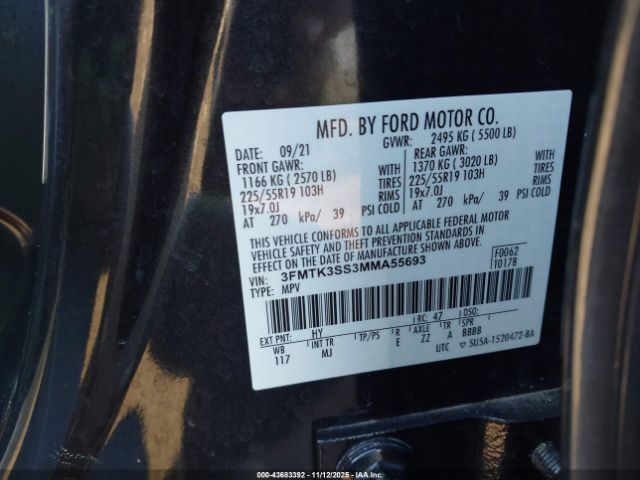 MFD. BY FORD MOTOR CO.
DATE: 09/21 GVWR: 2495 KG ( 5500 LB)
FRONT GAWR: REAR GAWR:
1166 KG ( 2570 LB) WITH 1370 KG ( 3020 LB) WITH
225/55R19 103H TIRES 225/55R19 103H TIRES
19x7.0J RIMS 19x7.0J RIMS
AT 270 kPa/ 39 PSI COLD AT 270 kPa/ 39 PSI COLD
THIS VEHICLE CONFORMS TO ALL APPLICABLE FEDERAL MOTOR
VEHICLE SAFETY AND THEFT PREVENTION STANDARDS IN
EFFECT ON THE DATE OF MANUFACTURE SHOWN ABOVE.
VIN: 3FMTK3SS3MMA55693 F0062
TYPE: MPV T0178
RC: 47 DSO:
EXT PNT: HY
WB INT TR TP/PS R AXLE TR SPR
117 MJ E ZZ A BBBB
UTC SU5A-1520472-BA
000-43683392 11/12/2025 - IAAI.COM